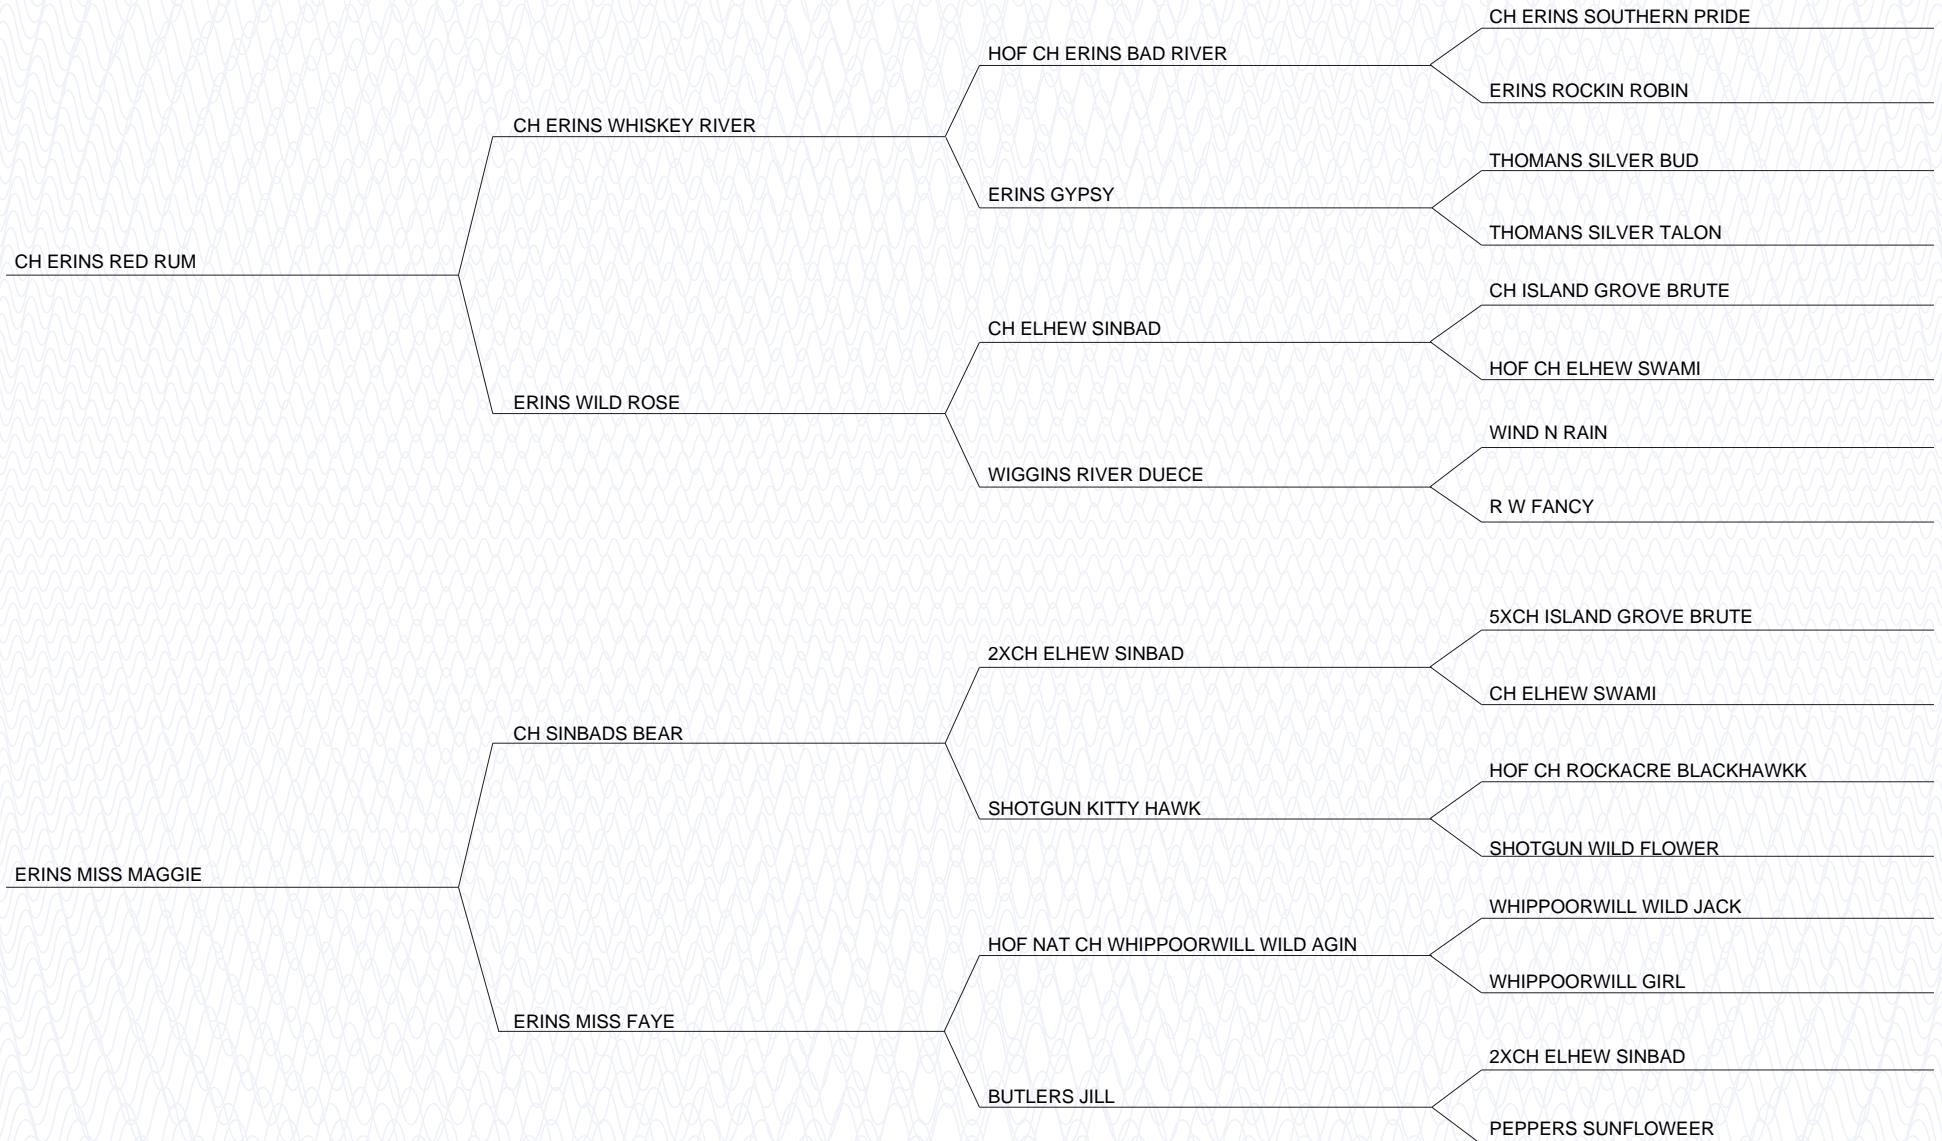 CH ERINS SOUTHERN PRIDE
HOF CH ERINS BAD RIVER
ERINS ROCKIN ROBIN
CH ERINS WHISKEY RIVER
THOMANS SILVER BUD
ERINS GYPSY
THOMANS SILVER TALON
CH ERINS RED RUM
CH ISLAND GROVE BRUTE
CH ELHEW SINBAD
HOF CH ELHEW SWAMI
ERINS WILD ROSE
WIND N RAIN
WIGGINS RIVER DUECE
R W FANCY
5XCH ISLAND GROVE BRUTE
2XCH ELHEW SINBAD
CH ELHEW SWAMI
CH SINBADS BEAR
HOF CH ROCKACRE BLACKHAWKK
SHOTGUN KITTY HAWK
SHOTGUN WILD FLOWER
ERINS MISS MAGGIE
WHIPPOORWILL WILD JACK
HOF NAT CH WHIPPOORWILL WILD AGIN
WHIPPOORWILL GIRL
ERINS MISS FAYE
2XCH ELHEW SINBAD
BUTLERS JILL
PEPPERS SUNFLOWEER